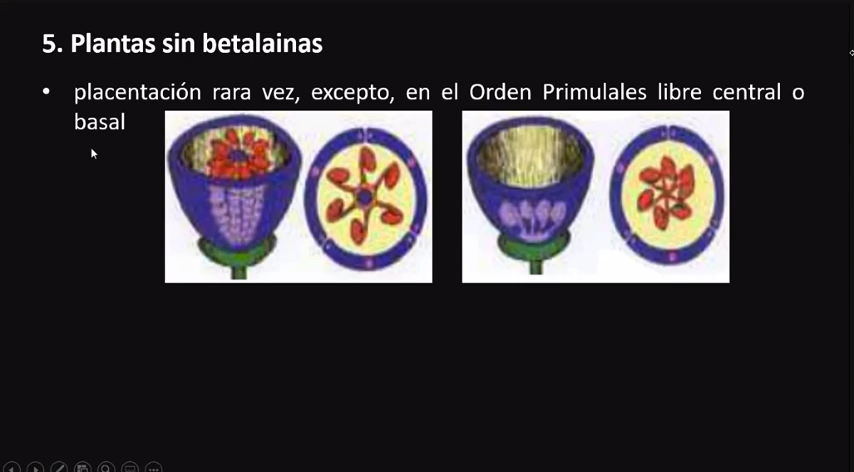 5. Plantas sin betalainas
• placentación rara vez, excepto, en el Orden Primulales libre central o
basal